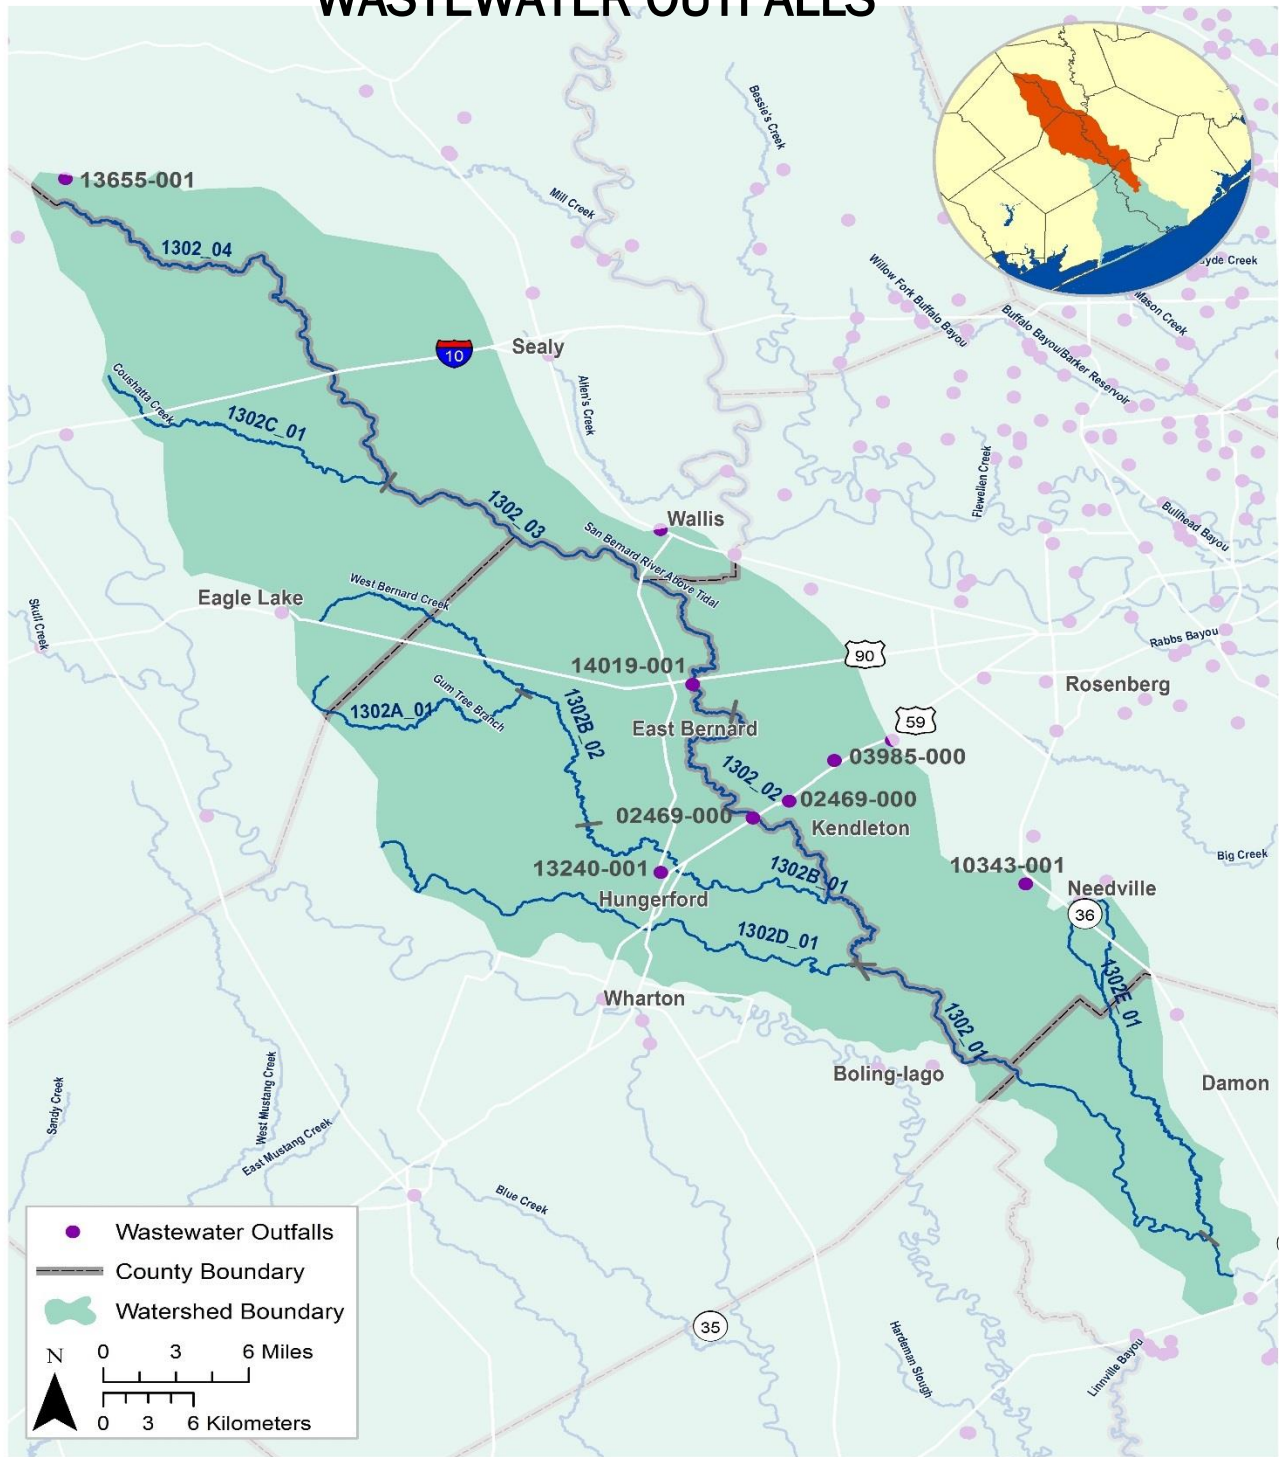 WASTEWATER OUTFALLS
Bessie's Creek
13655-001
Mill Creek
1302_04
Willow Fork Buffalo Bayou
Mason Creek
Buffalo Bayou/Barker Reservoir
10
Sealy
Coushatta Creek
Allen's Creek
1302C_01
Flewellen Creek
1302_03
Wallis
Bullhead Bayou
San Bernard River Above Tidal
West Bernard Creek
Eagle Lake
Skull Creek
Rabbs Bayou
90
14019-001
Rosenberg
Gum Tree Branch
1302A_01
1302B_02
East Bernard
59
03985-000
1302_02
02469-000
02469-000
Kendleton
Big Creek
13240-001
1302B_01
10343-001
Needville
Hungerford
36
1302D_01
1302E_01
Wharton
1302_01
Boling-Iago
Damon
Sandy Creek
West Mustang Creek
East Mustang Creek
Blue Creek
35
Hardeman Slough
Linnville Bayou
Wastewater Outfalls
County Boundary
Watershed Boundary
N
0 3 6 Miles
0 3 6 Kilometers